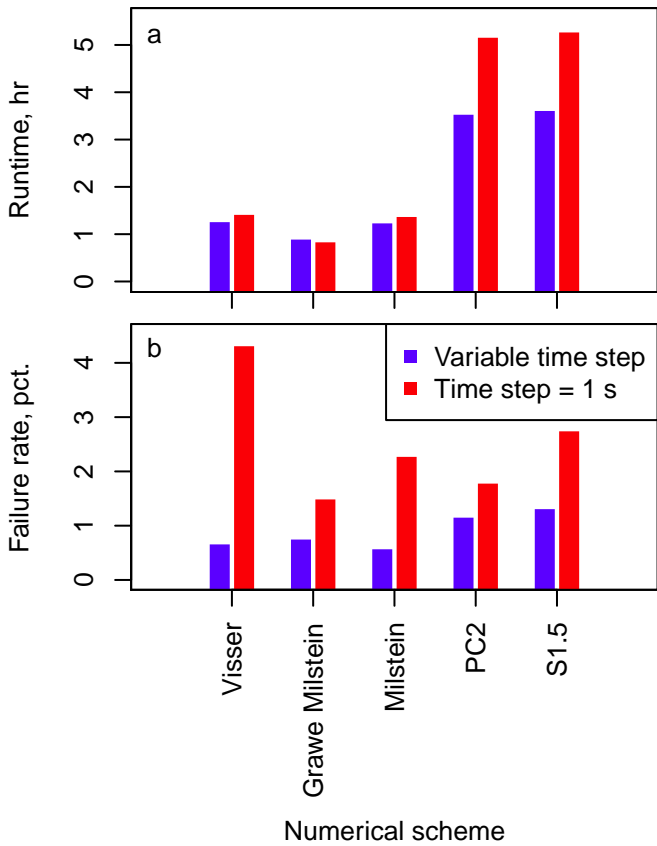 a
Runtime, hr
5
4
3
2
1
0
b
Failure rate, pct.
4
3
2
1
0
Variable time step
Time step = 1 s
Visser
Grawe Milstein
Milstein
PC2
S1.5
Numerical scheme